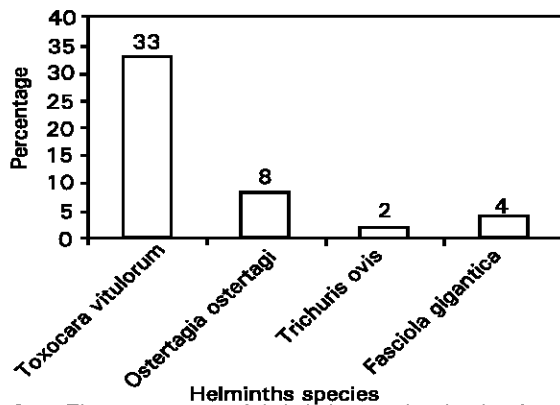 40
35
30
25
20
15
10
5
0
Percentage
33
8
2
4
Toxocara vitulorum
Ostertagia ostertagi
Trichuris ovis
Fasciola gigantica
Helminths species